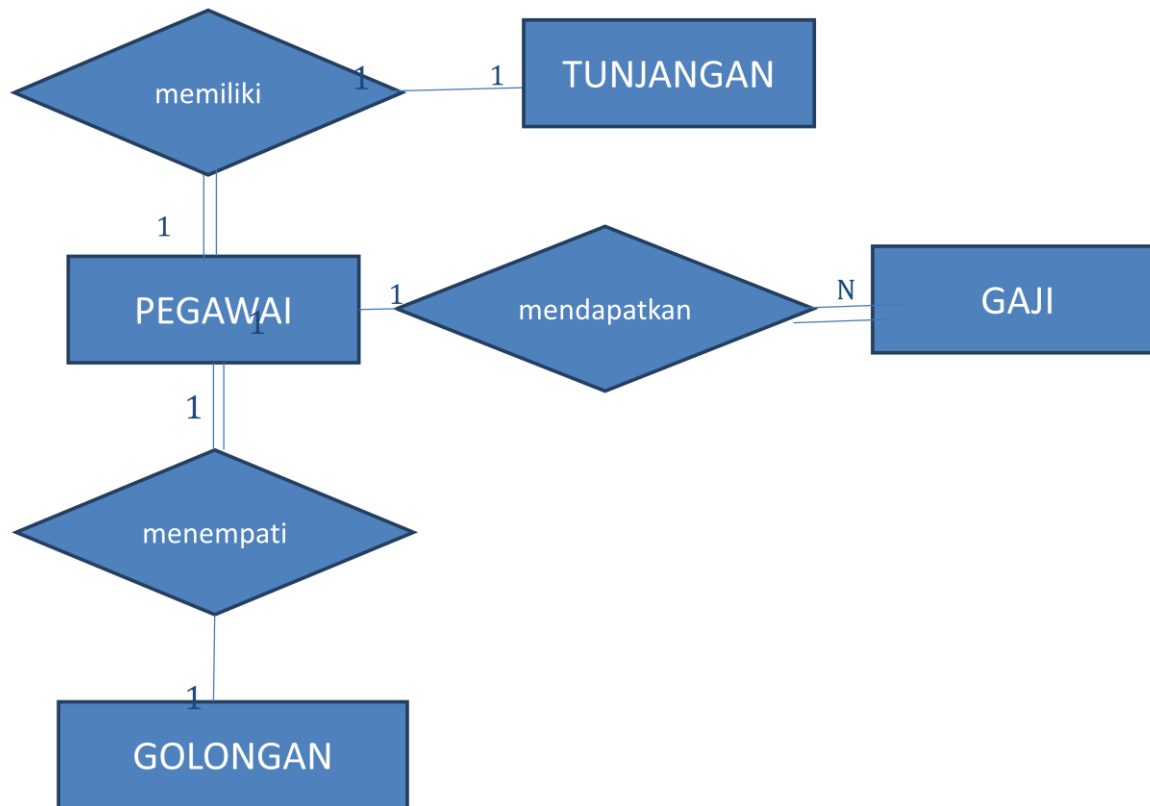 memiliki
1
1
TUNJANGAN
1
PEGAWAI
1
1
mendapatkan
N
GAJI
1
menempati
1
GOLONGAN